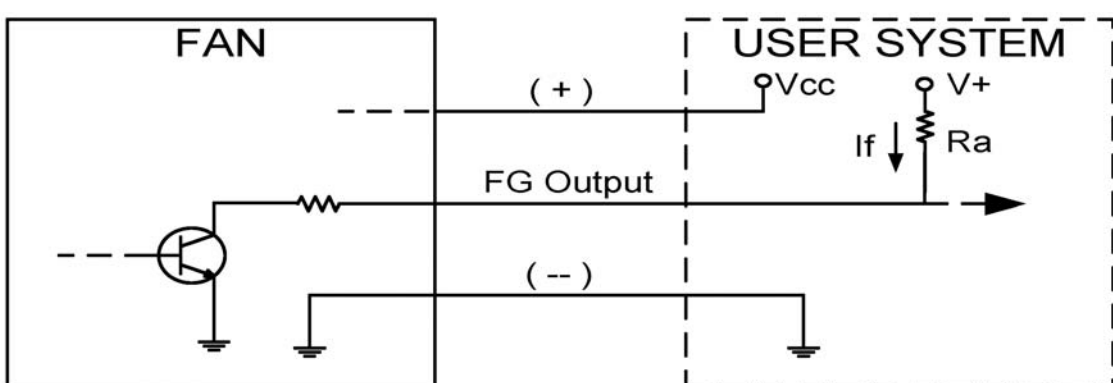 FAN
USER SYSTEM
( + )
Vcc
V+
If
Ra
FG Output
( -- )